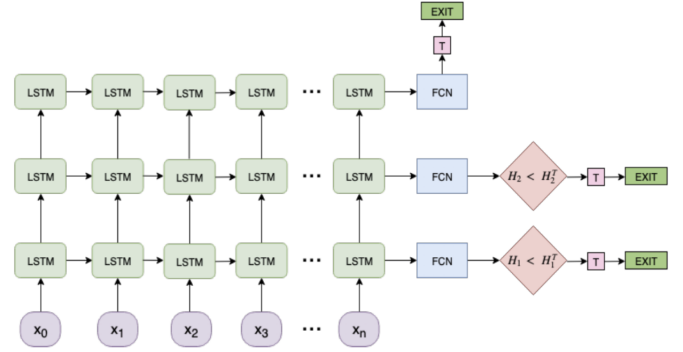 EXIT
T
LSTM LSTM LSTM LSTM ... LSTM FCN
LSTM LSTM LSTM LSTM ... LSTM FCN H₂ < H₂ᵀ T EXIT
LSTM LSTM LSTM LSTM ... LSTM FCN H₁ < H₁ᵀ T EXIT
x₀ x₁ x₂ x₃ ... xₙ